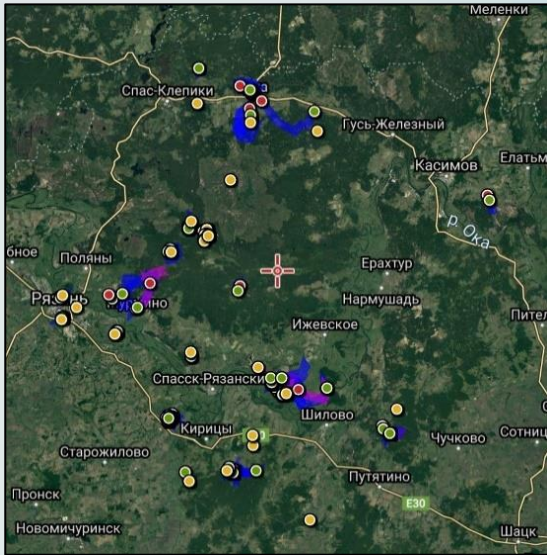 Меленки
Спас-Клепики
Гусь-Железный
Касимов
Елатьм
р. Ока
бное
Поляны
Ерахтур
Рязань
Нармушадь
Пител
Ижевское
Спасск-Рязански
Шилово
Кирицы
Чучково
Сотниц
Старожилово
Путятино
Пронск
E30
Новомичуринск
Шацк